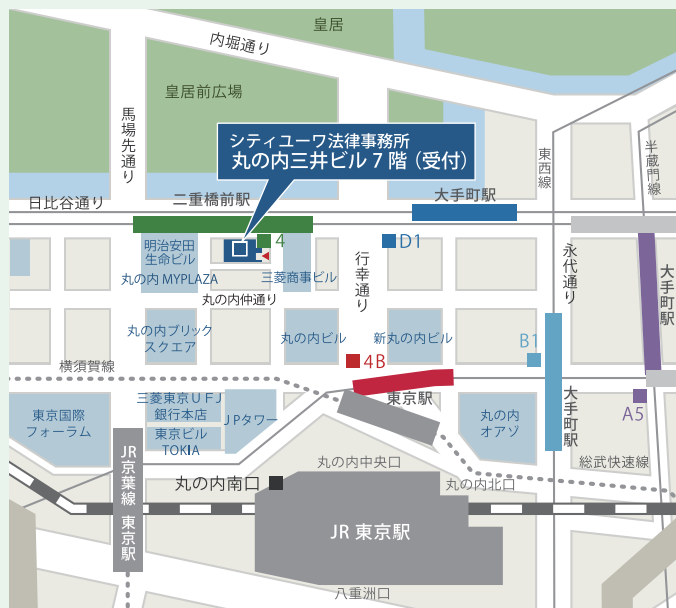 皇居
内堀通り
皇居前広場
馬場先通り
シティユーワ法律事務所
丸の内三井ビル 7 階（受付）
東西線
半蔵門線
日比谷通り
二重橋前駅
大手町駅
明治安田
生命ビル
4
D1
丸の内 MYPLAZA
三菱商事ビル
行幸通り
永代通り
大手町駅
丸の内仲通り
丸の内ブリック
スクエア
丸の内ビル
新丸の内ビル
B1
横須賀線
4B
東京駅
三菱東京ＵＦＪ
銀行本店
東京国際
フォーラム
JPタワー
丸の内
オアゾ
大手町駅
A5
東京ビル
TOKIA
JR京葉線 東京駅
丸の内中央口
総武快速線
丸の内南口
丸の内北口
JR 東京駅
八重洲口